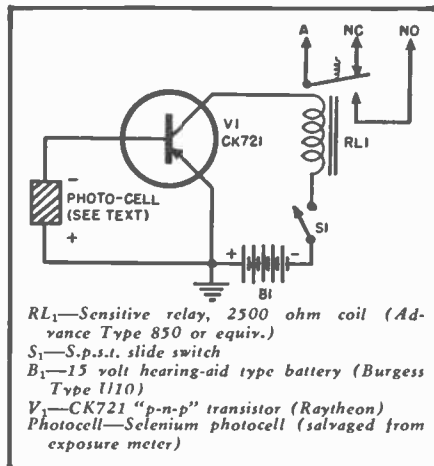 A NC NO
V1
CK721
RL1
PHOTO-CELL
(SEE TEXT)
-
+
S1
+ -
B1
RL1—Sensitive relay, 2500 ohm coil (Ad-
vance Type 850 or equiv.)
S1—S.p.s.t. slide switch
B1—15 volt hearing-aid type battery (Burgess
Type U10)
V1—CK721 "p-n-p" transistor (Raytheon)
Photocell—Selenium photocell (salvaged from
exposure meter)